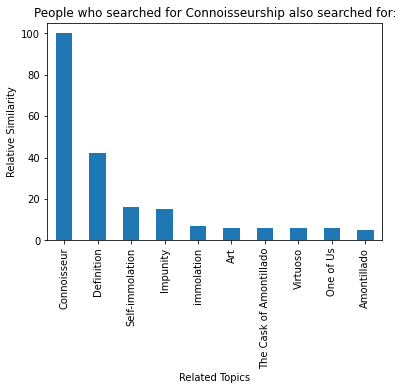 People who searched for Connoisseurship also searched for:
Relative Similarity
100
80
60
40
20
0
Connoisseur
Definition
Self-immolation
Impunity
immolation
Art
The Cask of Amontillado
Virtuoso
One of Us
Amontillado
Related Topics